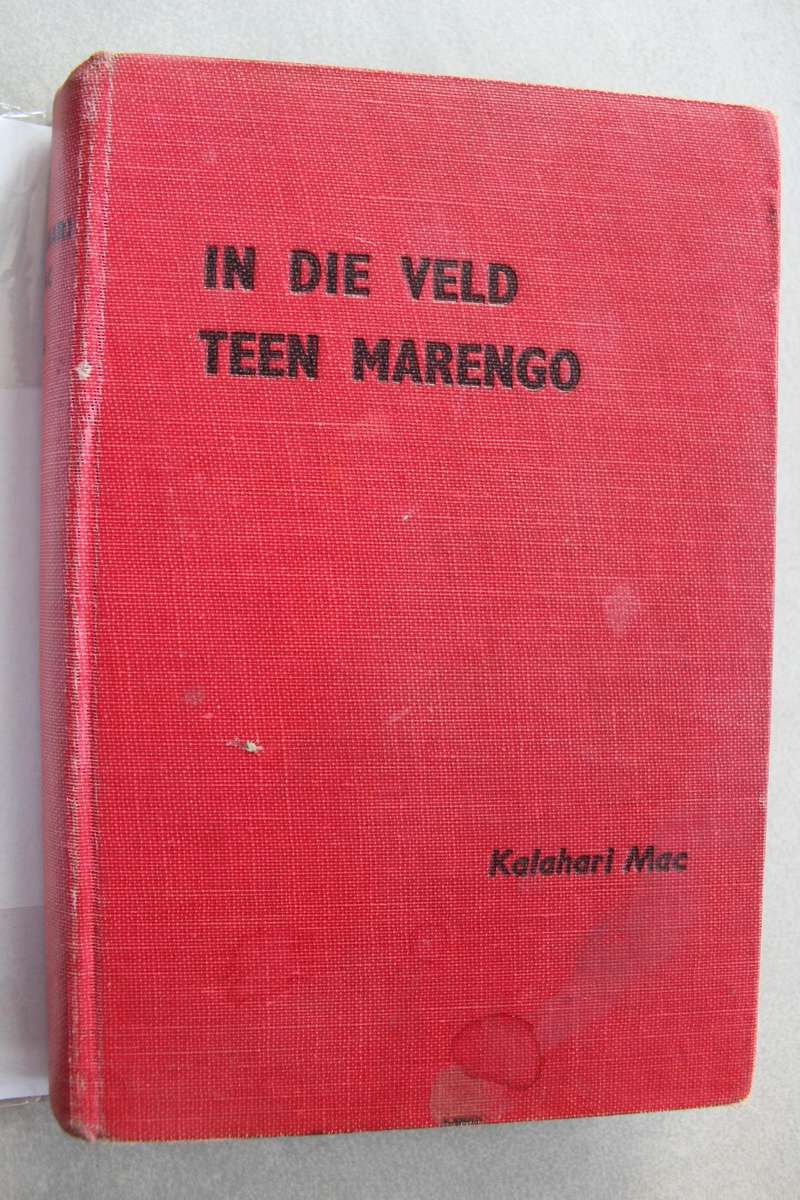 IN DIE VELD
TEEN MARENGO
Kalahari Mac